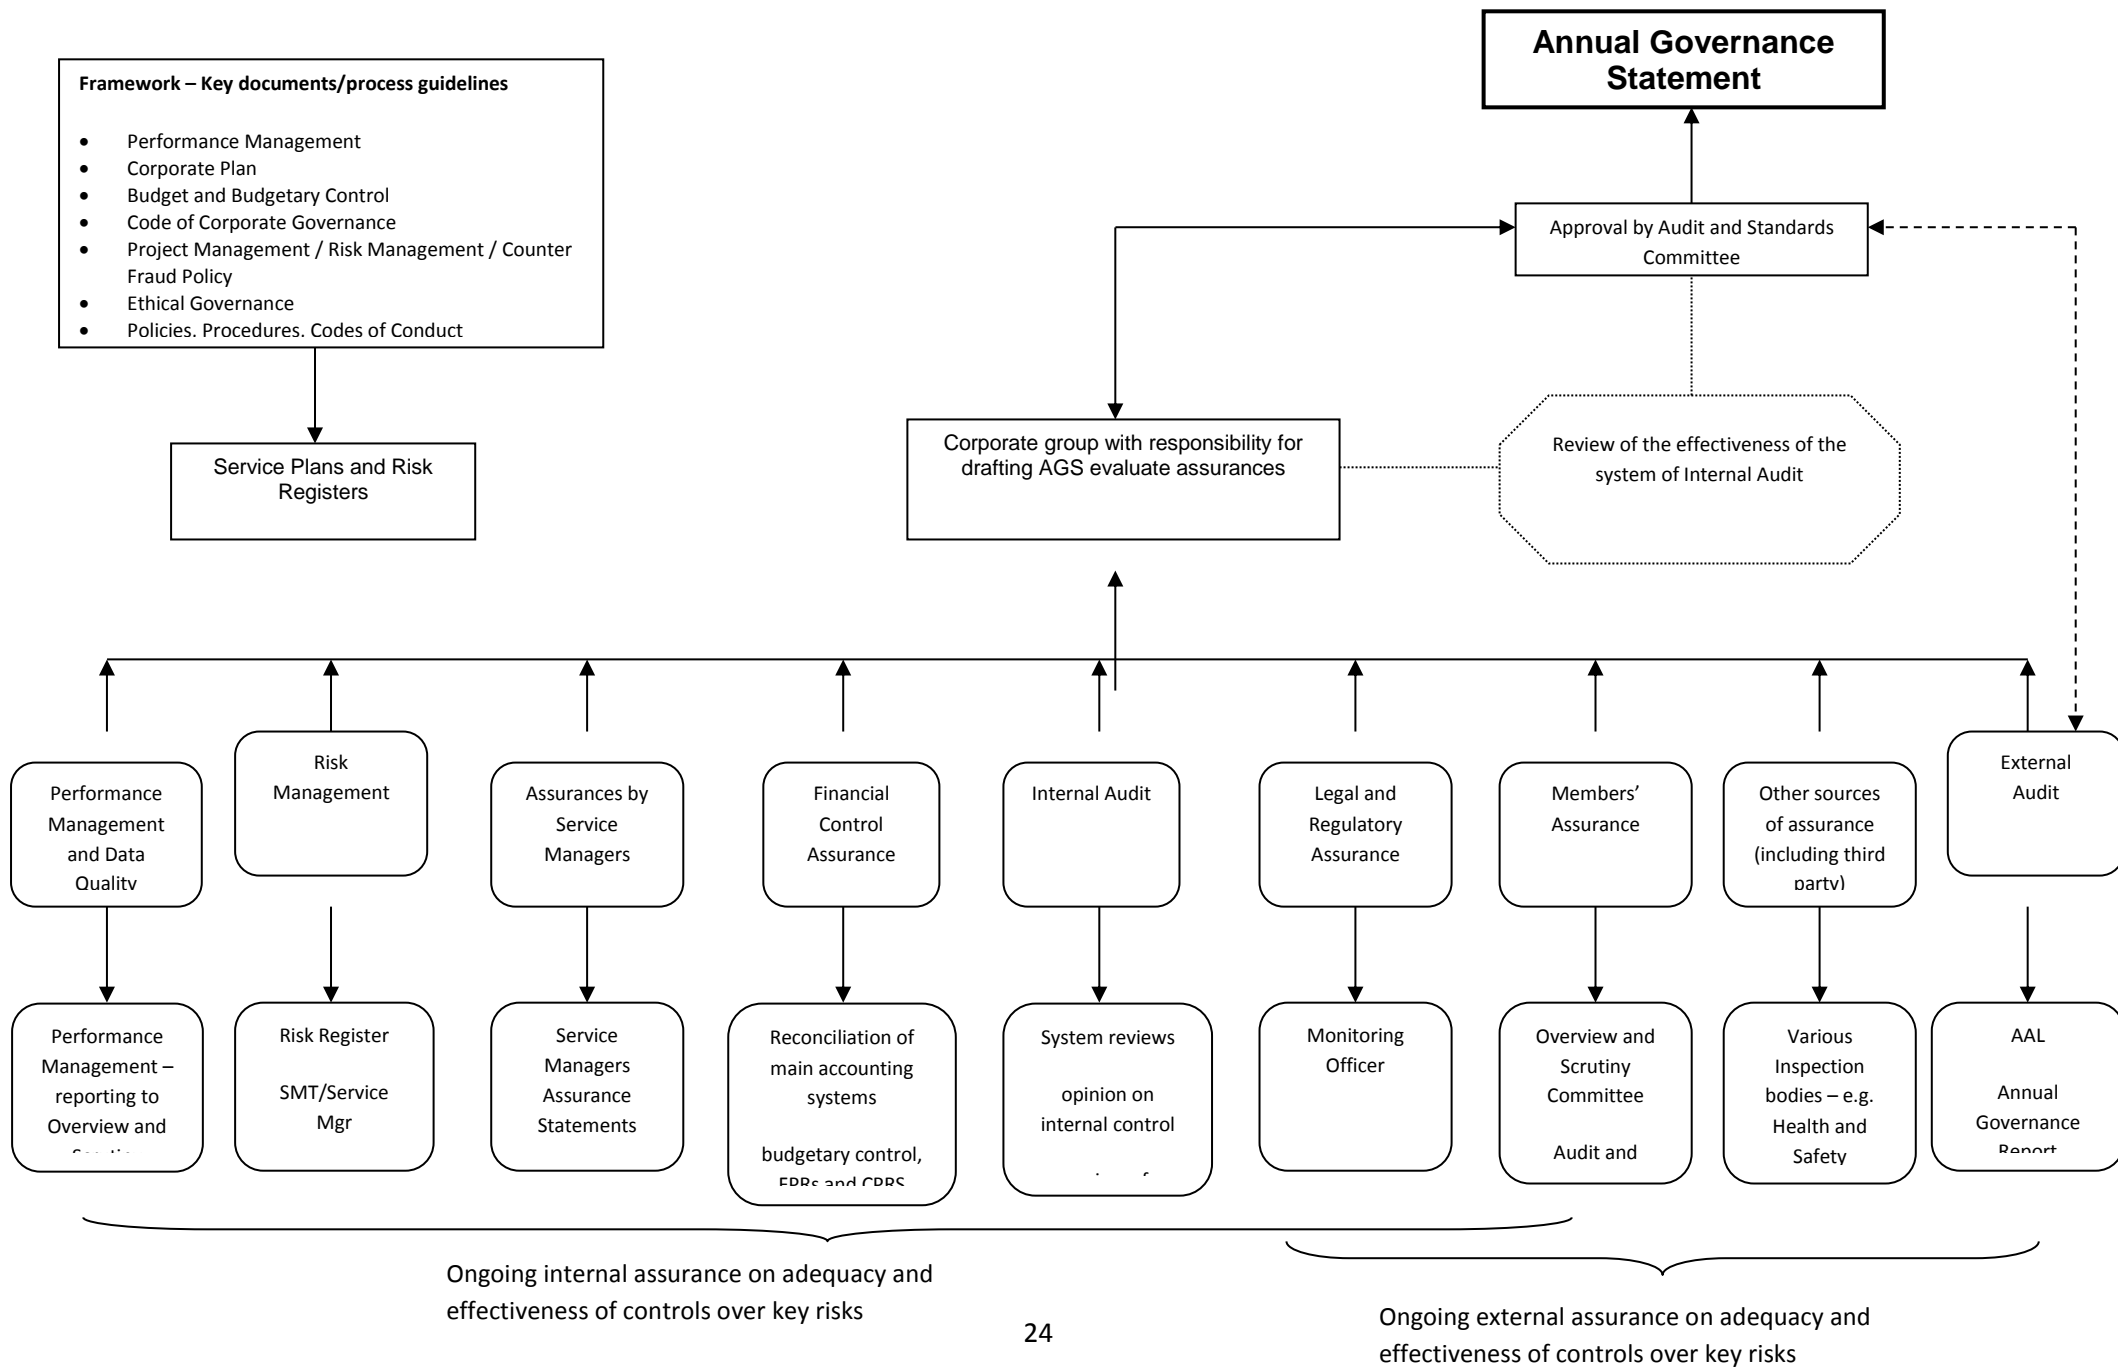 Annual Governance
Statement
Framework – Key documents/process guidelines
• Performance Management
• Corporate Plan
• Budget and Budgetary Control
• Code of Corporate Governance
• Project Management / Risk Management / Counter
Fraud Policy
• Ethical Governance
• Policies. Procedures. Codes of Conduct
Approval by Audit and Standards
Committee
Service Plans and Risk
Registers
Corporate group with responsibility for
drafting AGS evaluate assurances
Review of the effectiveness of the
system of Internal Audit
Performance
Management
and Data
Quality
Risk
Management
Assurances by
Service
Managers
Financial
Control
Assurance
Internal Audit
Legal and
Regulatory
Assurance
Members’
Assurance
Other sources
of assurance
(including third
party)
External
Audit
Performance
Management –
reporting to
Overview and
Risk Register
SMT/Service
Mgr
Service
Managers
Assurance
Statements
Reconciliation of
main accounting
systems
budgetary control,
FPRs and CPRS
System reviews
opinion on
internal control
Monitoring
Officer
Overview and
Scrutiny
Committee
Audit and
Various
Inspection
bodies – e.g.
Health and
Safety
AAL
Annual
Governance
Report
Ongoing internal assurance on adequacy and
effectiveness of controls over key risks
24
Ongoing external assurance on adequacy and
effectiveness of controls over key risks